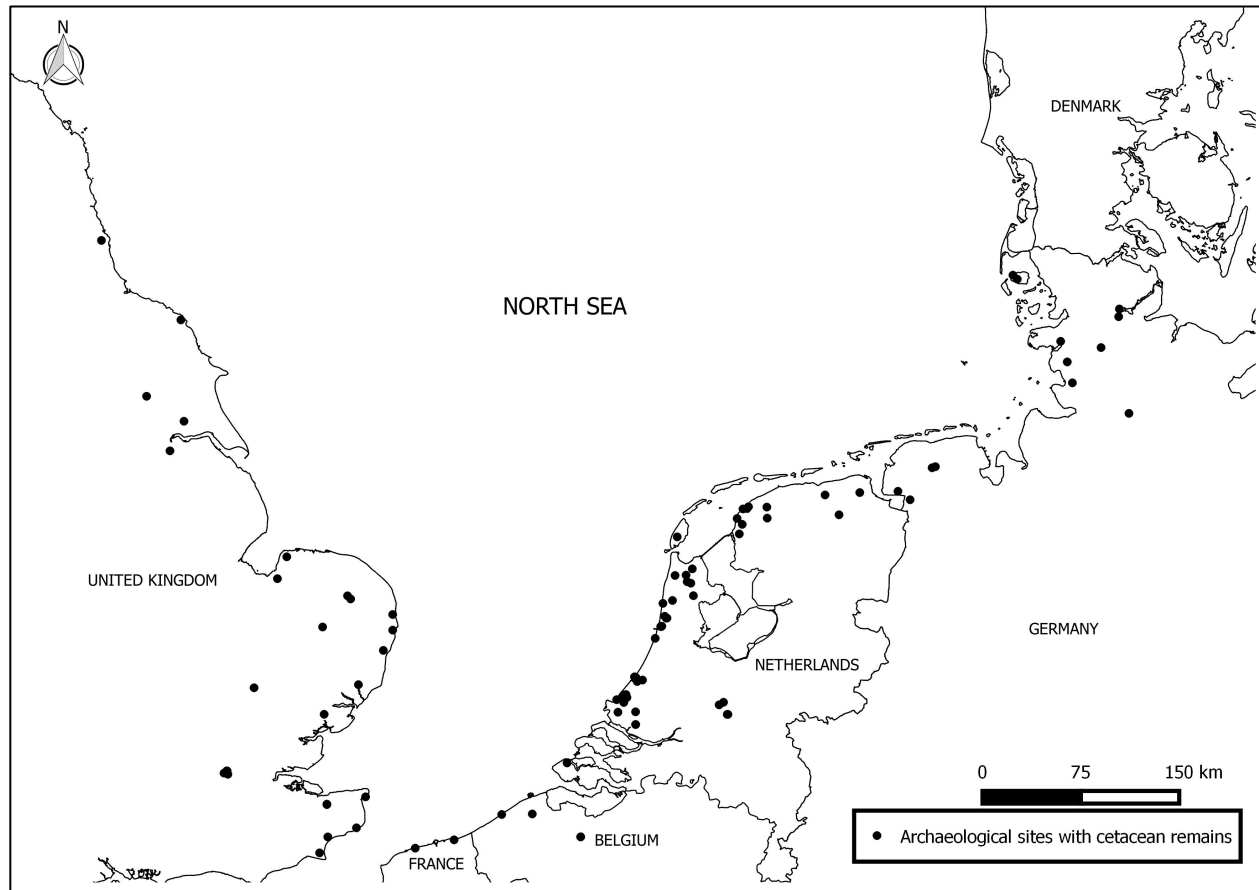 N
DENMARK
NORTH SEA
UNITED KINGDOM
GERMANY
NETHERLANDS
0 75 150 km
Archaeological sites with cetacean remains
BELGIUM
FRANCE